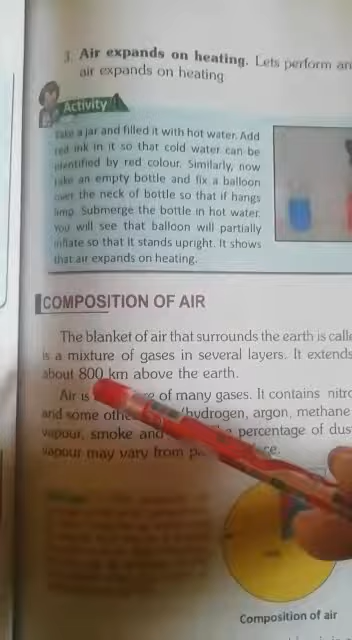 3. Air expands on heating. Lets perform an
air expands on heating
Activity 1
Take a jar and filled it with hot water. Add
red ink in it so that cold water can be
identified by red colour. Similarly, now
take an empty bottle and fix a balloon
over the neck of bottle so that if hangs
limp. Submerge the bottle in hot water.
You will see that balloon will partially
inflate so that it stands upright. It shows
that air expands on heating.
COMPOSITION OF AIR
The blanket of air that surrounds the earth is calle
is a mixture of gases in several layers. It extends
about 800 km above the earth.
Air is of many gases. It contains nitro
and some hydrogen, argon, methane
vapour, smoke and percentage of dus
vapour may vary from
Composition of air